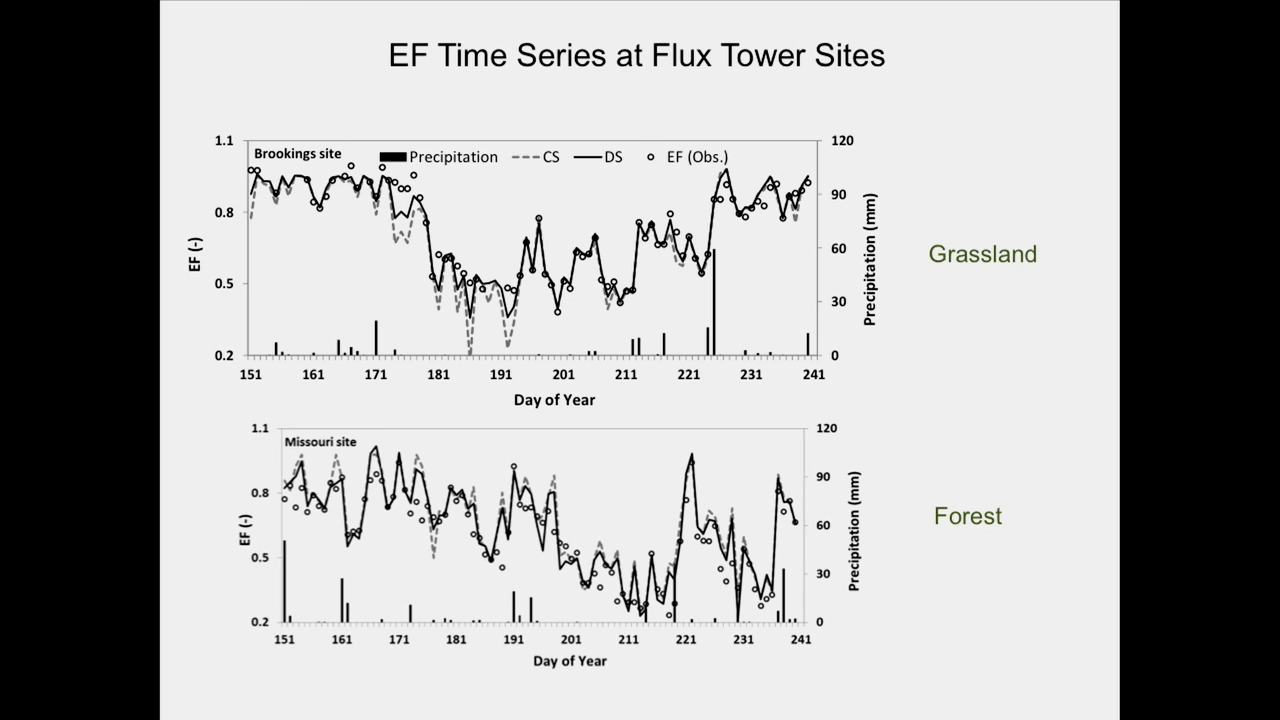 EF Time Series at Flux Tower Sites
Brookings site
Precipitation CS DS EF (Obs.)
1.1
0.8
0.5
0.2
EF (-)
120
90
60
30
0
Precipitation (mm)
151 161 171 181 191 201 211 221 231 241
Day of Year
Grassland
Missouri site
1.1
0.8
0.5
0.2
EF (-)
120
90
60
30
0
Precipitation (mm)
151 161 171 181 191 201 211 221 231 241
Day of Year
Forest